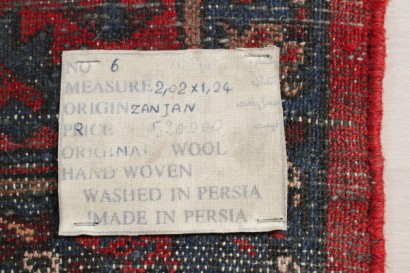 NO 6
MEASURE 2,02 x 1,24
ORIGIN ZANJAN
PRICE
ORIGINAL WOOL
HAND WOVEN
WASHED IN PERSIA
MADE IN PERSIA